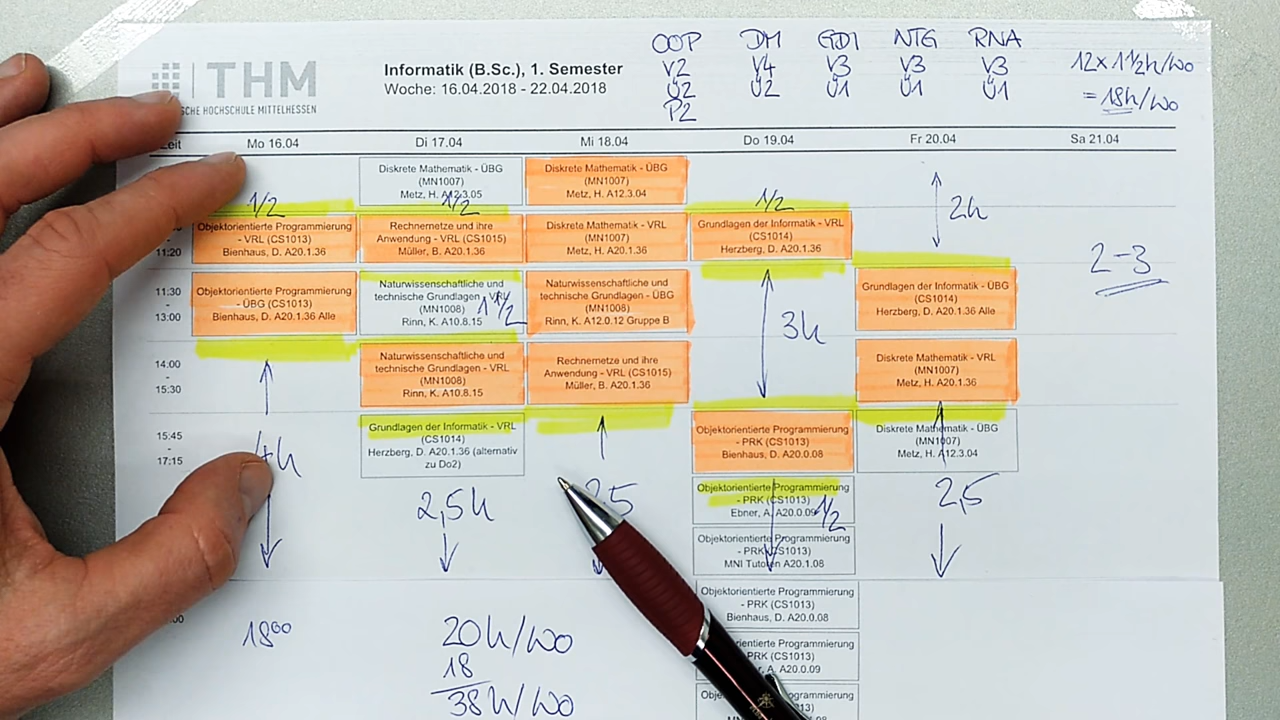 THM
SCHE HOCHSCHULE MITTELHESSEN
Informatik (B.Sc.), 1. Semester
Woche: 16.04.2018 - 22.04.2018
OOP DM GDI NTG RNA
V2 V4 V3 V3 V3
Ü2 Ü2 Ü1 Ü1 Ü1
P2
12 x 1 1/2h/Wo
= 18h/Wo
Zeit Mo 16.04 Di 17.04 Mi 18.04 Do 19.04 Fr 20.04 Sa 21.04
Diskrete Mathematik - ÜBG
(MN1007)
Metz, H. A12.3.05
Diskrete Mathematik - ÜBG
(MN1007)
Metz, H. A12.3.04
1/2
1/2
1/2
2h
11:20
Objektorientierte Programmierung
- VRL (CS1013)
Bienhaus, D. A20.1.36
Rechnernetze und ihre
Anwendung - VRL (CS1015)
Müller, B. A20.1.36
Diskrete Mathematik - VRL
(MN1007)
Metz, H. A20.1.36
Grundlagen der Informatik - VRL
(CS1014)
Herzberg, D. A20.1.36
2-3
11:30
-
13:00
Objektorientierte Programmierung
- ÜBG (CS1013)
Bienhaus, D. A20.1.36 Alle
Naturwissenschaftliche und
technische Grundlagen - VRL
(MN1008)
Rinn, K. A10.8.15
1 1/2
Naturwissenschaftliche und
technische Grundlagen - ÜBG
(MN1008)
Rinn, K. A12.0.12 Gruppe B
3h
Grundlagen der Informatik - ÜBG
(CS1014)
Herzberg, D. A20.1.36 Alle
14:00
-
15:30
Naturwissenschaftliche und
technische Grundlagen - VRL
(MN1008)
Rinn, K. A10.8.15
Rechnernetze und ihre
Anwendung - VRL (CS1015)
Müller, B. A20.1.36
Diskrete Mathematik - VRL
(MN1007)
Metz, H. A20.1.36
15:45
-
17:15
4h
Grundlagen der Informatik - VRL
(CS1014)
Herzberg, D. A20.1.36 (alternativ
zu Do2)
Objektorientierte Programmierung
- PRK (CS1013)
Bienhaus, D. A20.0.08
Diskrete Mathematik - ÜBG
(MN1007)
Metz, H. A12.3.04
2,5h
2,5
2,5
Objektorientierte Programmierung
- PRK (CS1013)
Ebner, A. A20.0.09
1/2
Objektorientierte Programmierung
- PRK (CS1013)
MNI Tutoren A20.1.08
Objektorientierte Programmierung
- PRK (CS1013)
Bienhaus, D. A20.0.08
18⁰⁰
20h/Wo
18
38h/Wo
orientierte Programmierung
PRK (CS1013)
A. A20.0.09
Programmierung